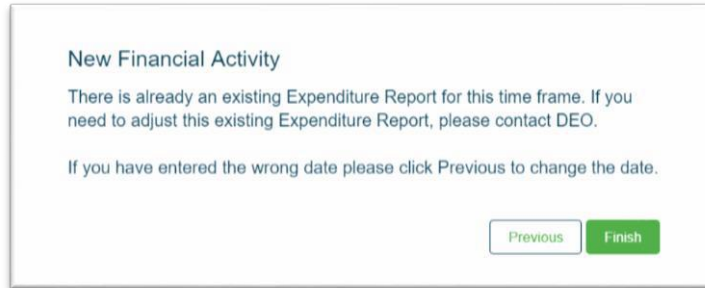 New Financial Activity
There is already an existing Expenditure Report for this time frame. If you
need to adjust this existing Expenditure Report, please contact DEO.
If you have entered the wrong date please click Previous to change the date.
Previous Finish